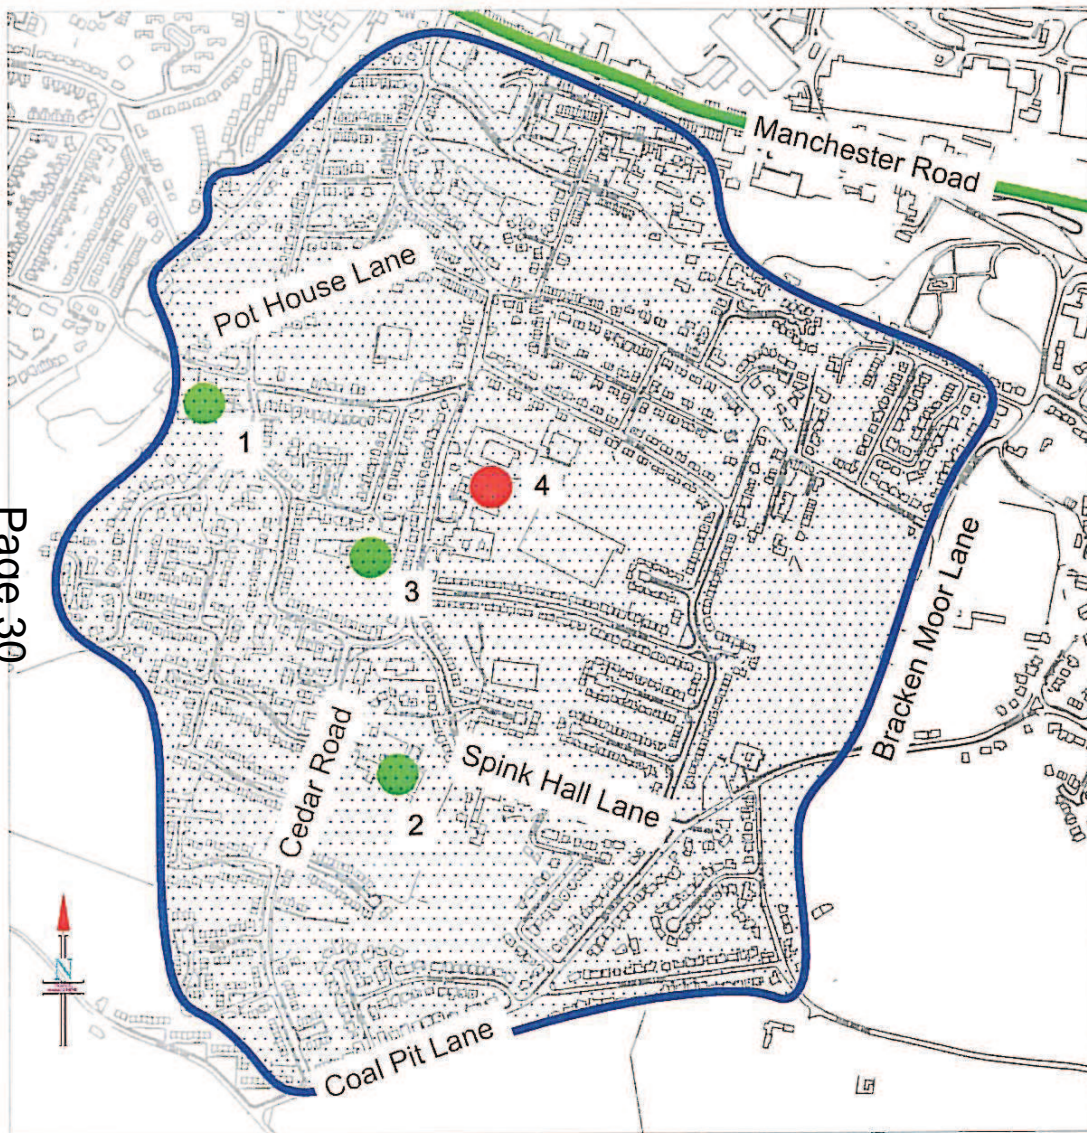 Manchester Road
Pot House Lane
1
4
3
Page 30
Bracken Moor Lane
Cedar Road
Spink Hall Lane
2
N
Coal Pit Lane